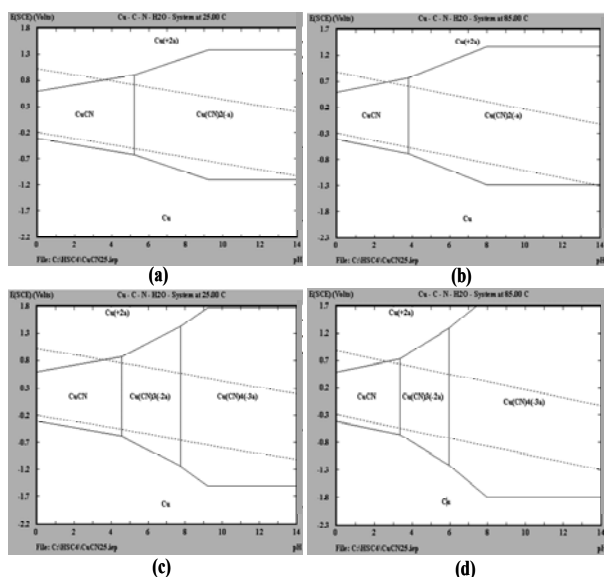 E(SCE) (Volts) Cu - C - N - H2O - System at 25.00 C
1.8
1.3
0.8
0.3
-0.2
-0.7
-1.2
-1.7
-2.2
Cu(+2a)
CuCN
Cu(CN)2(-a)
Cu
0 2 4 6 8 10 12 14
File: C:\HSC4\CuCN25.iep pH
(a)
E(SCE) (Volts) Cu - C - N - H2O - System at 85.00 C
1.7
1.2
0.7
0.2
-0.3
-0.8
-1.3
-1.8
-2.3
Cu(+2a)
CuCN
Cu(CN)2(-a)
Cu
0 2 4 6 8 10 12 14
File: C:\HSC4\CuCN25.iep pH
(b)
E(SCE) (Volts) Cu - C - N - H2O - System at 25.00 C
1.8
1.3
0.8
0.3
-0.2
-0.7
-1.2
-1.7
-2.2
Cu(+2a)
CuCN
Cu(CN)3(-2a)
Cu(CN)4(-3a)
Cu
0 2 4 6 8 10 12 14
File: C:\HSC4\CuCN25.iep pH
(c)
E(SCE) (Volts) Cu - C - N - H2O - System at 85.00 C
1.7
1.2
0.7
0.2
-0.3
-0.8
-1.3
-1.8
-2.3
Cu(+2a)
CuCN
Cu(CN)3(-2a)
Cu(CN)4(-3a)
Cu
0 2 4 6 8 10 12 14
File: C:\HSC4\CuCN25.iep pH
(d)